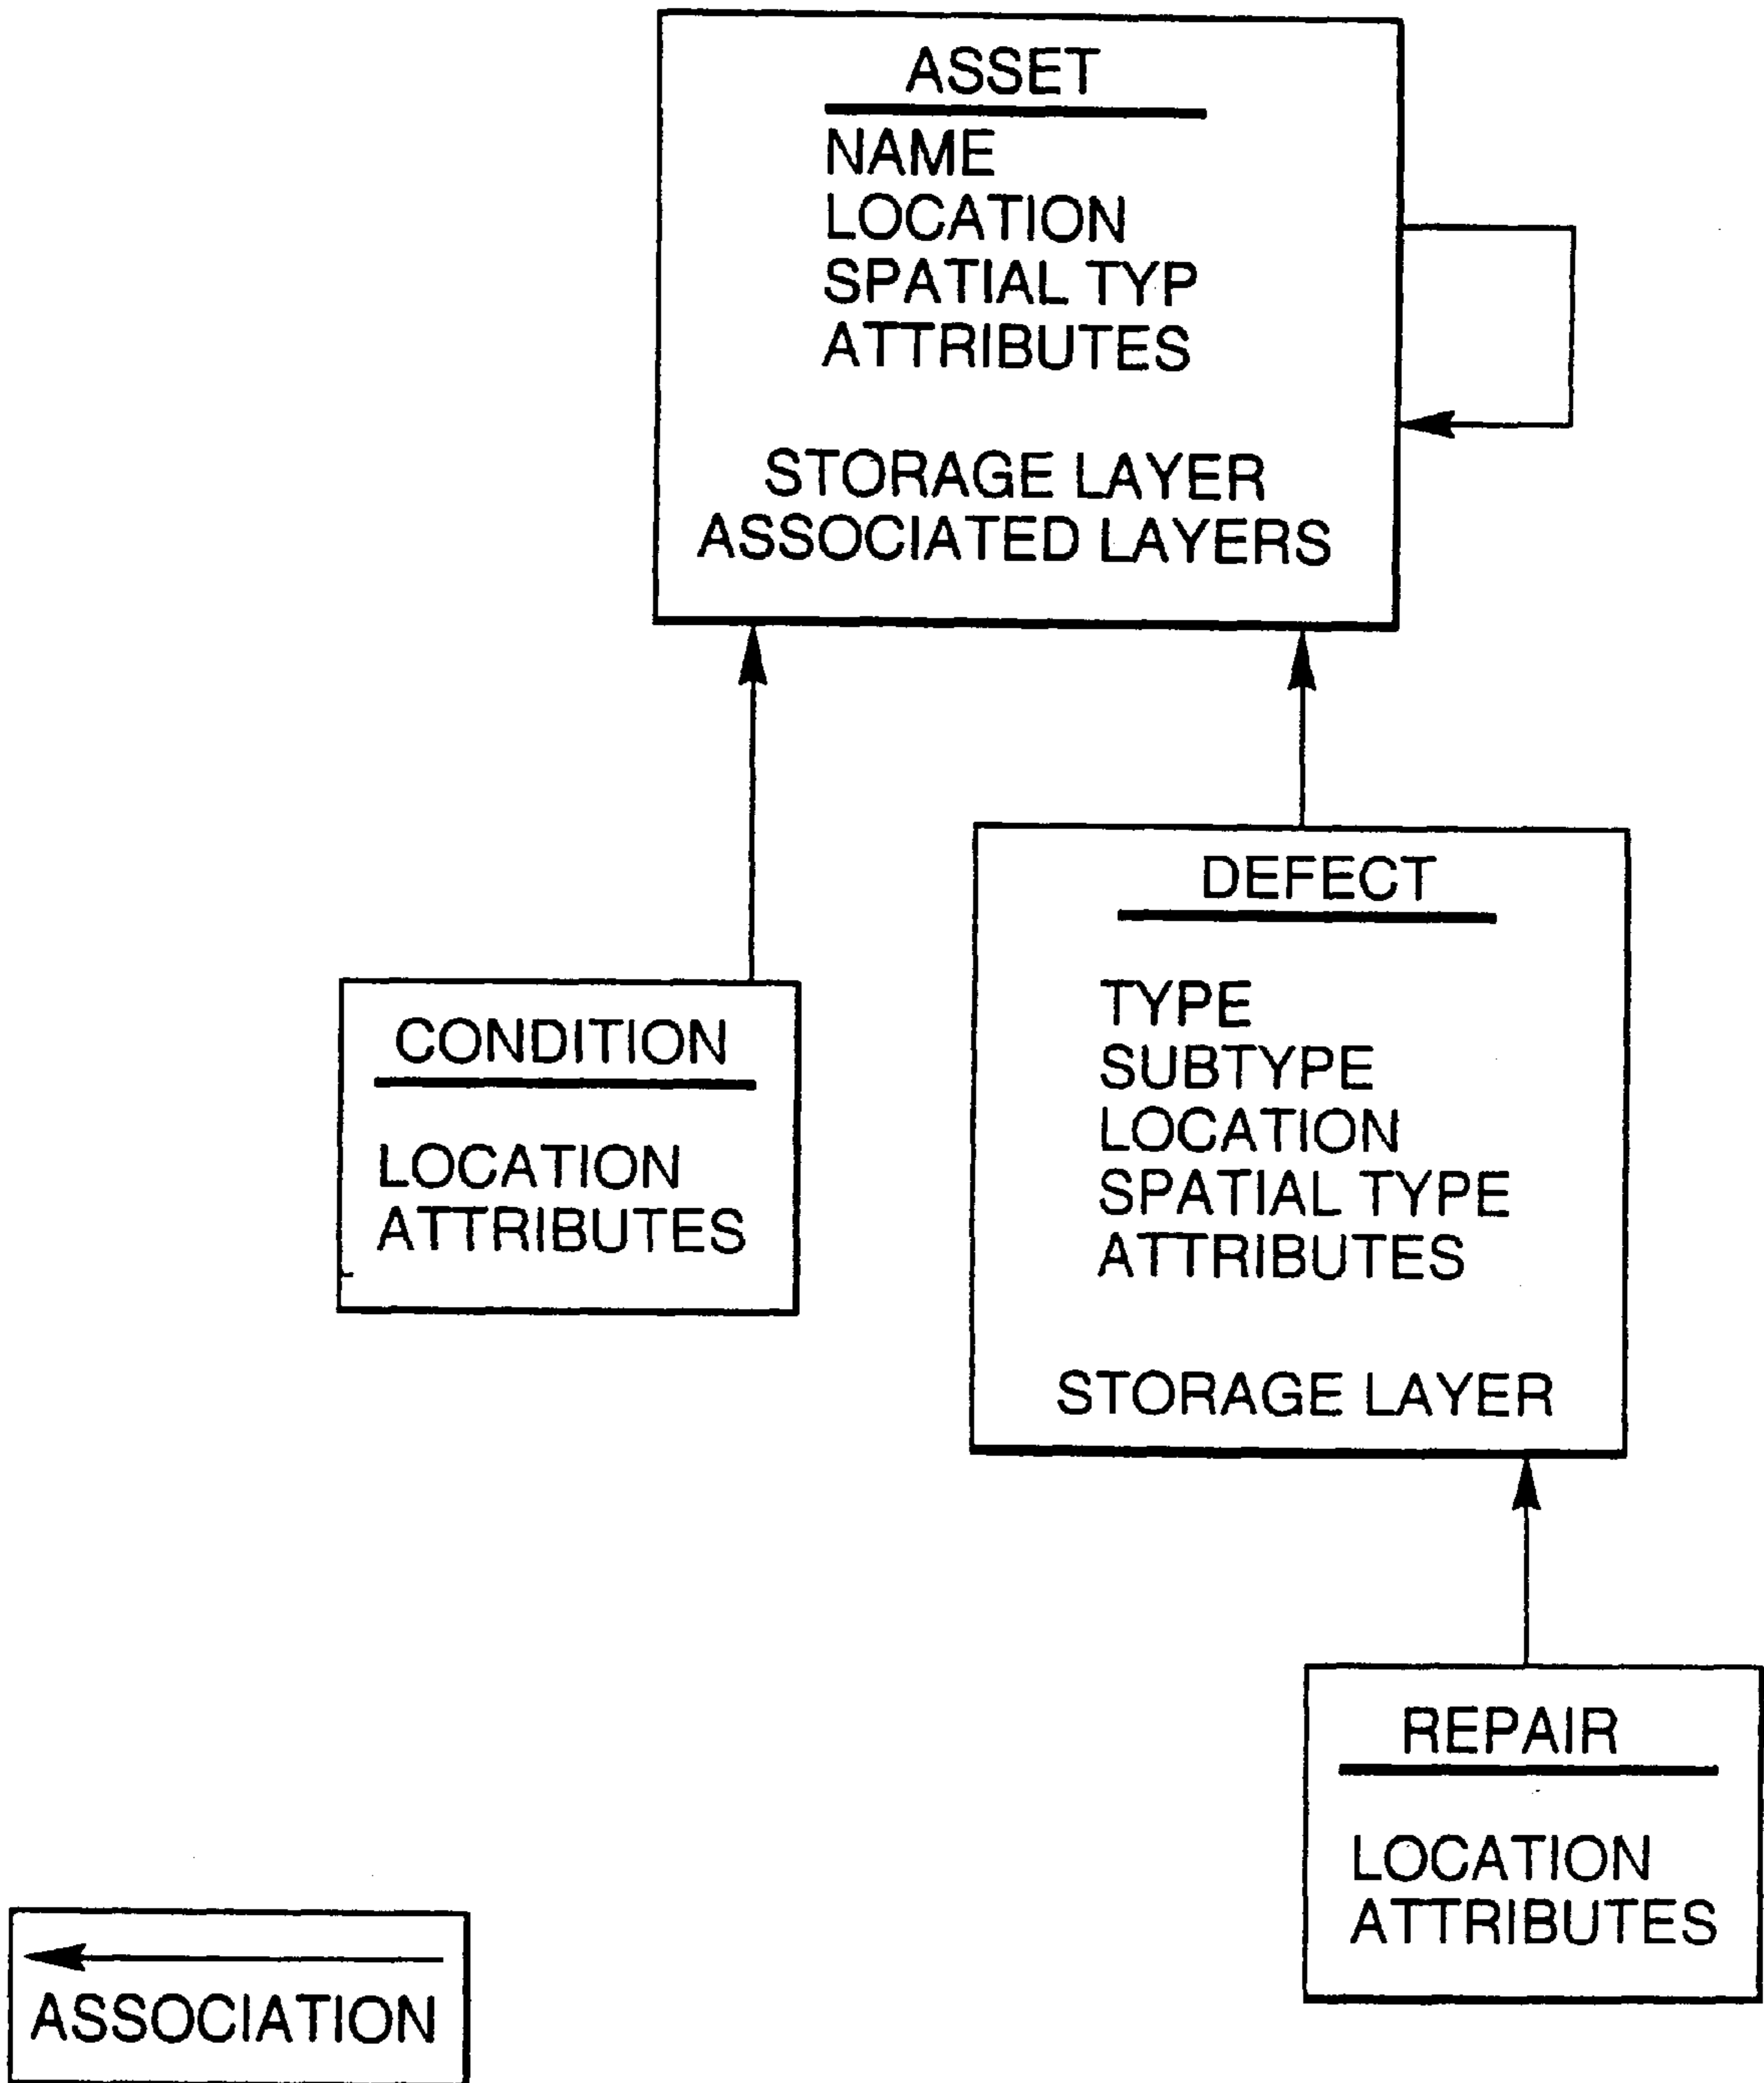 ASSET
NAME
LOCATION
SPATIAL TYP
ATTRIBUTES
STORAGE LAYER
ASSOCIATED LAYERS
CONDITION
LOCATION
ATTRIBUTES
DEFECT
TYPE
SUBTYPE
LOCATION
SPATIAL TYPE
ATTRIBUTES
STORAGE LAYER
REPAIR
LOCATION
ATTRIBUTES
ASSOCIATION